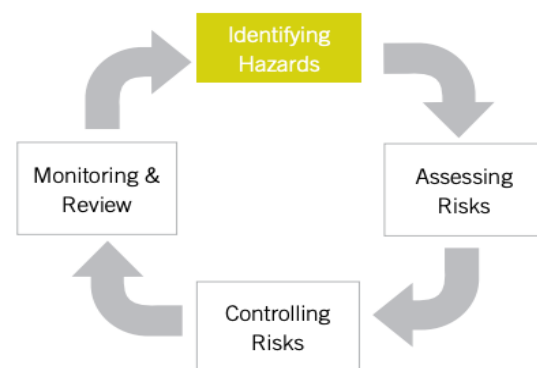 Identifying
Hazards
Assessing
Risks
Controlling
Risks
Monitoring &
Review